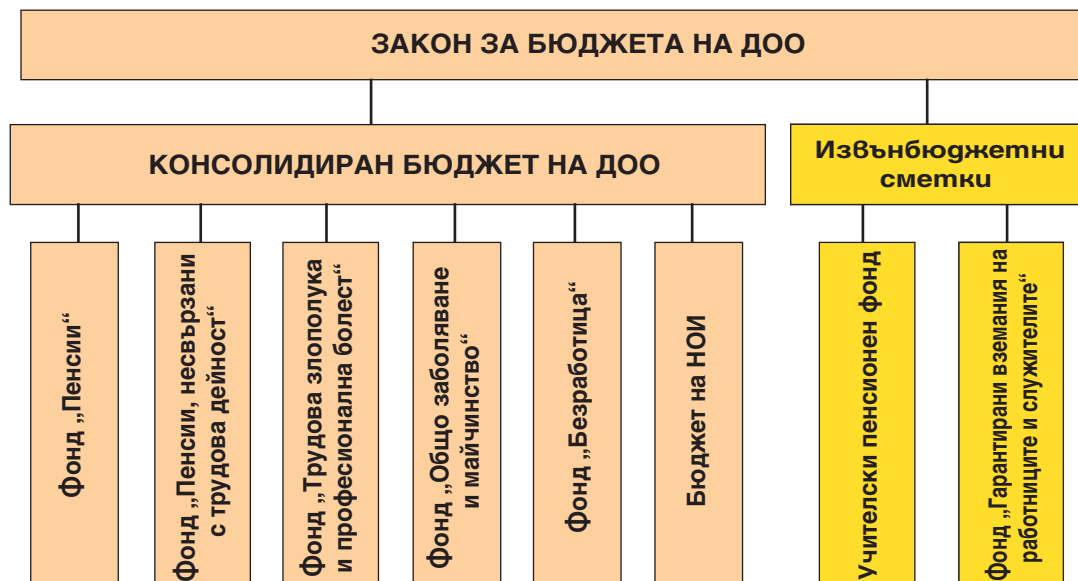 ЗАКОН ЗА БЮДЖЕТА НА ДОО
КОНСОЛИДИРАН БЮДЖЕТ НА ДОО
Извънбюджетни
сметки
Фонд „Пенсии“
Фонд „Пенсии, несвързани
с трудова дейност“
Фонд „Трудова злополука
и професионална болест“
Фонд „Общо заболяване
и майчинство“
Фонд „Безработица“
Бюджет на НОИ
Учителски пенсионен фонд
Фонд „Гарантирани вземания на
работниците и служителите“